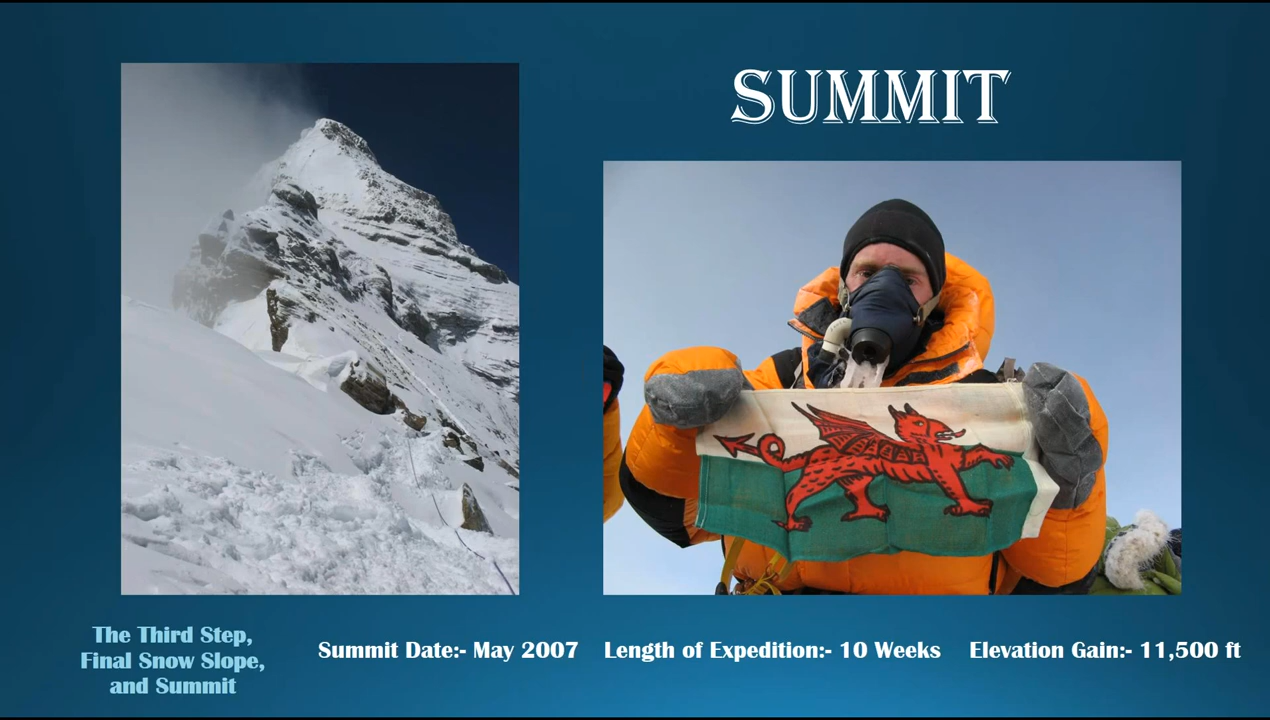 SUMMIT
The Third Step,
Final Snow Slope,
and Summit
Summit Date:- May 2007 Length of Expedition:- 10 Weeks Elevation Gain:- 11,500 ft